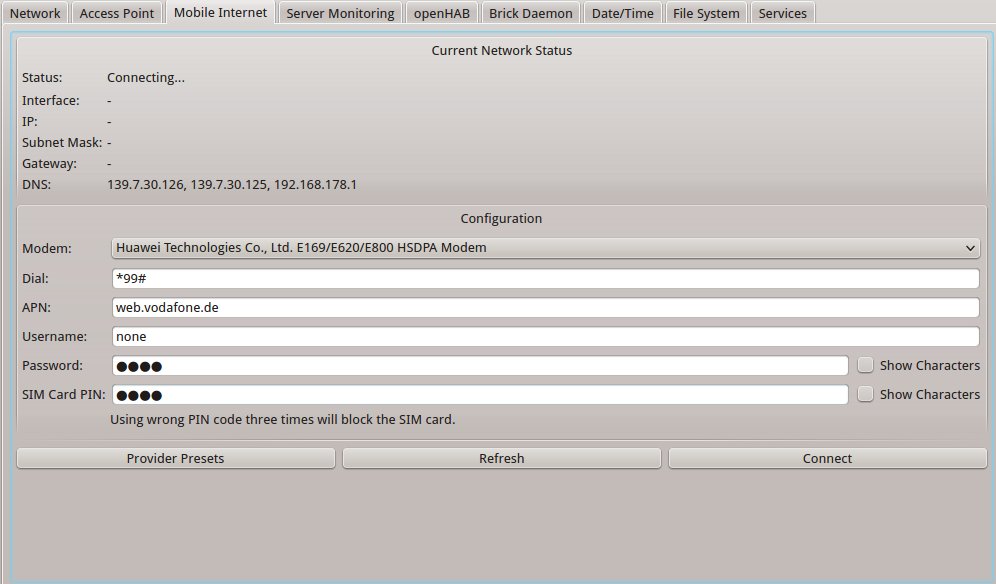 Network Access Point Mobile Internet Server Monitoring openHAB Brick Daemon Date/Time File System Services
Current Network Status
Status: Connecting...
Interface: -
IP: -
Subnet Mask: -
Gateway: -
DNS: 139.7.30.126, 139.7.30.125, 192.168.178.1
Configuration
Modem: Huawei Technologies Co., Ltd. E169/E620/E800 HSDPA Modem
Dial: *99#
APN: web.vodafone.de
Username: none
Password: ●●●● Show Characters
SIM Card PIN: ●●●● Show Characters
Using wrong PIN code three times will block the SIM card.
Provider Presets Refresh Connect